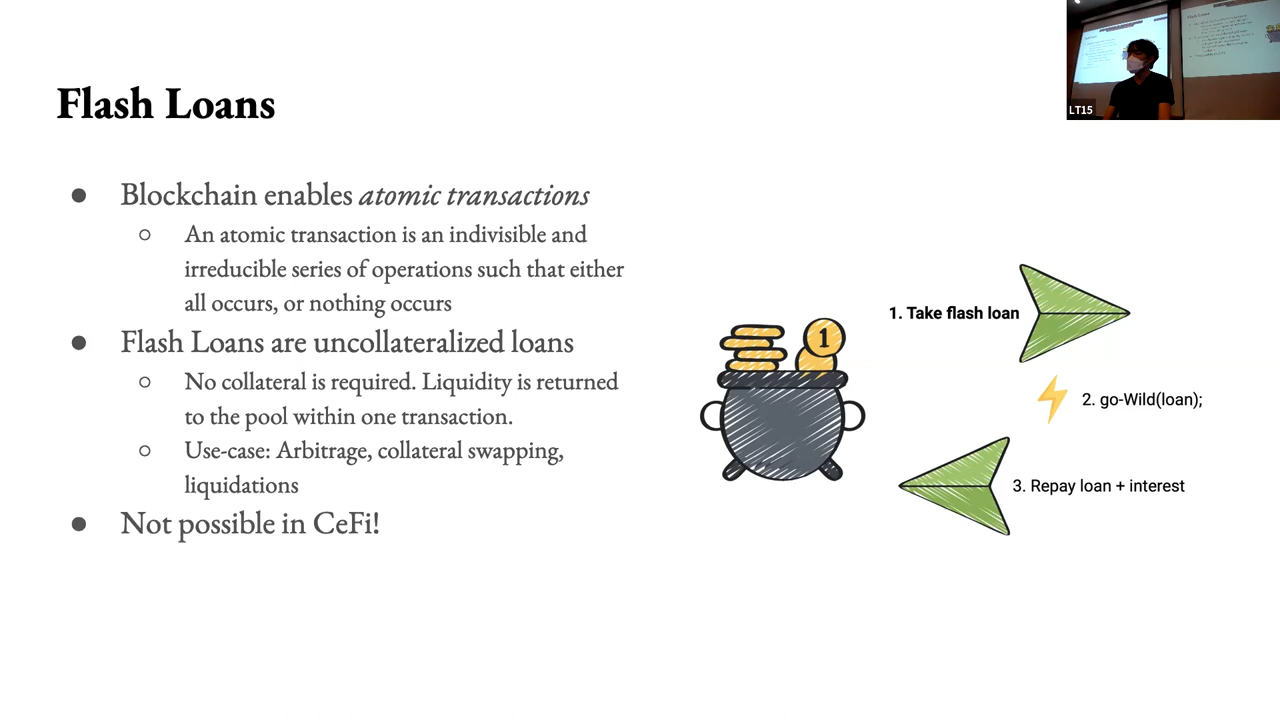 Flash Loans
LT15
● Blockchain enables atomic transactions
○ An atomic transaction is an indivisible and
irreducible series of operations such that either
all occurs, or nothing occurs
● Flash Loans are uncollateralized loans
○ No collateral is required. Liquidity is returned
to the pool within one transaction.
○ Use-case: Arbitrage, collateral swapping,
liquidations
● Not possible in CeFi!
1
1. Take flash loan
2. go-Wild(loan);
3. Repay loan + interest